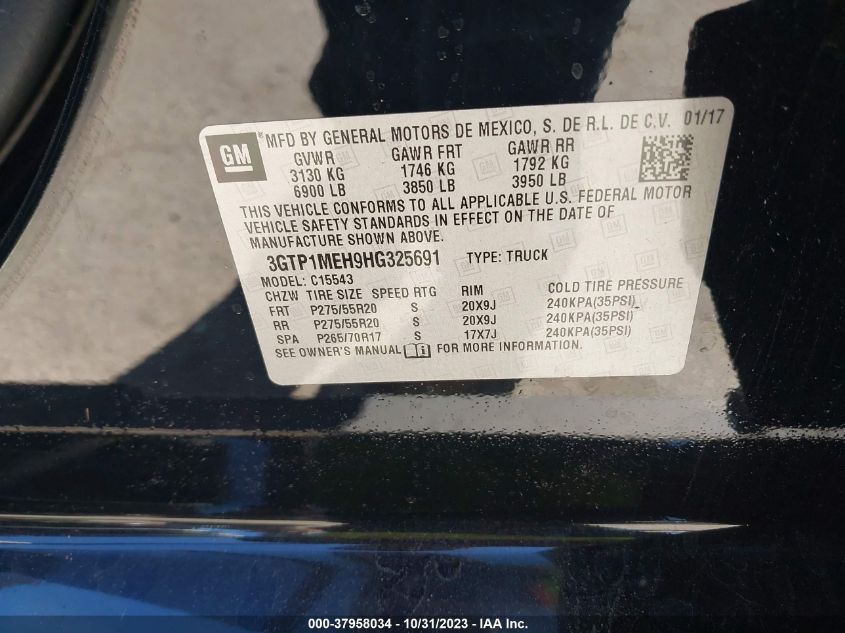 GM ® MFD BY GENERAL MOTORS DE MEXICO, S. DE R.L. DE C.V. 01/17
GVWR GAWR FRT GAWR RR
3130 KG 1746 KG 1792 KG
6900 LB 3850 LB 3950 LB
THIS VEHICLE CONFORMS TO ALL APPLICABLE U.S. FEDERAL MOTOR
VEHICLE SAFETY STANDARDS IN EFFECT ON THE DATE OF
MANUFACTURE SHOWN ABOVE.
3GTP1MEH9HG325691 TYPE: TRUCK
MODEL: C15543
CHZW TIRE SIZE SPEED RTG RIM COLD TIRE PRESSURE
FRT P275/55R20 S 20X9J 240KPA(35PSI)
RR P275/55R20 S 20X9J 240KPA(35PSI)
SPA P265/70R17 S 17X7J 240KPA(35PSI)
SEE OWNER'S MANUAL FOR MORE INFORMATION.
000-37958034 - 10/31/2023 - IAA Inc.